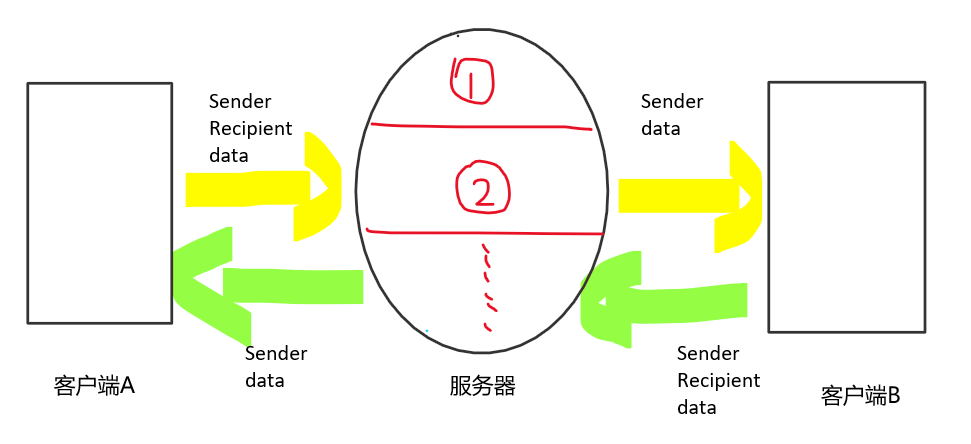 Sender
Recipient
data
1
2
Sender
data
Sender
data
Sender
Recipient
data
客户端A
服务器
客户端B